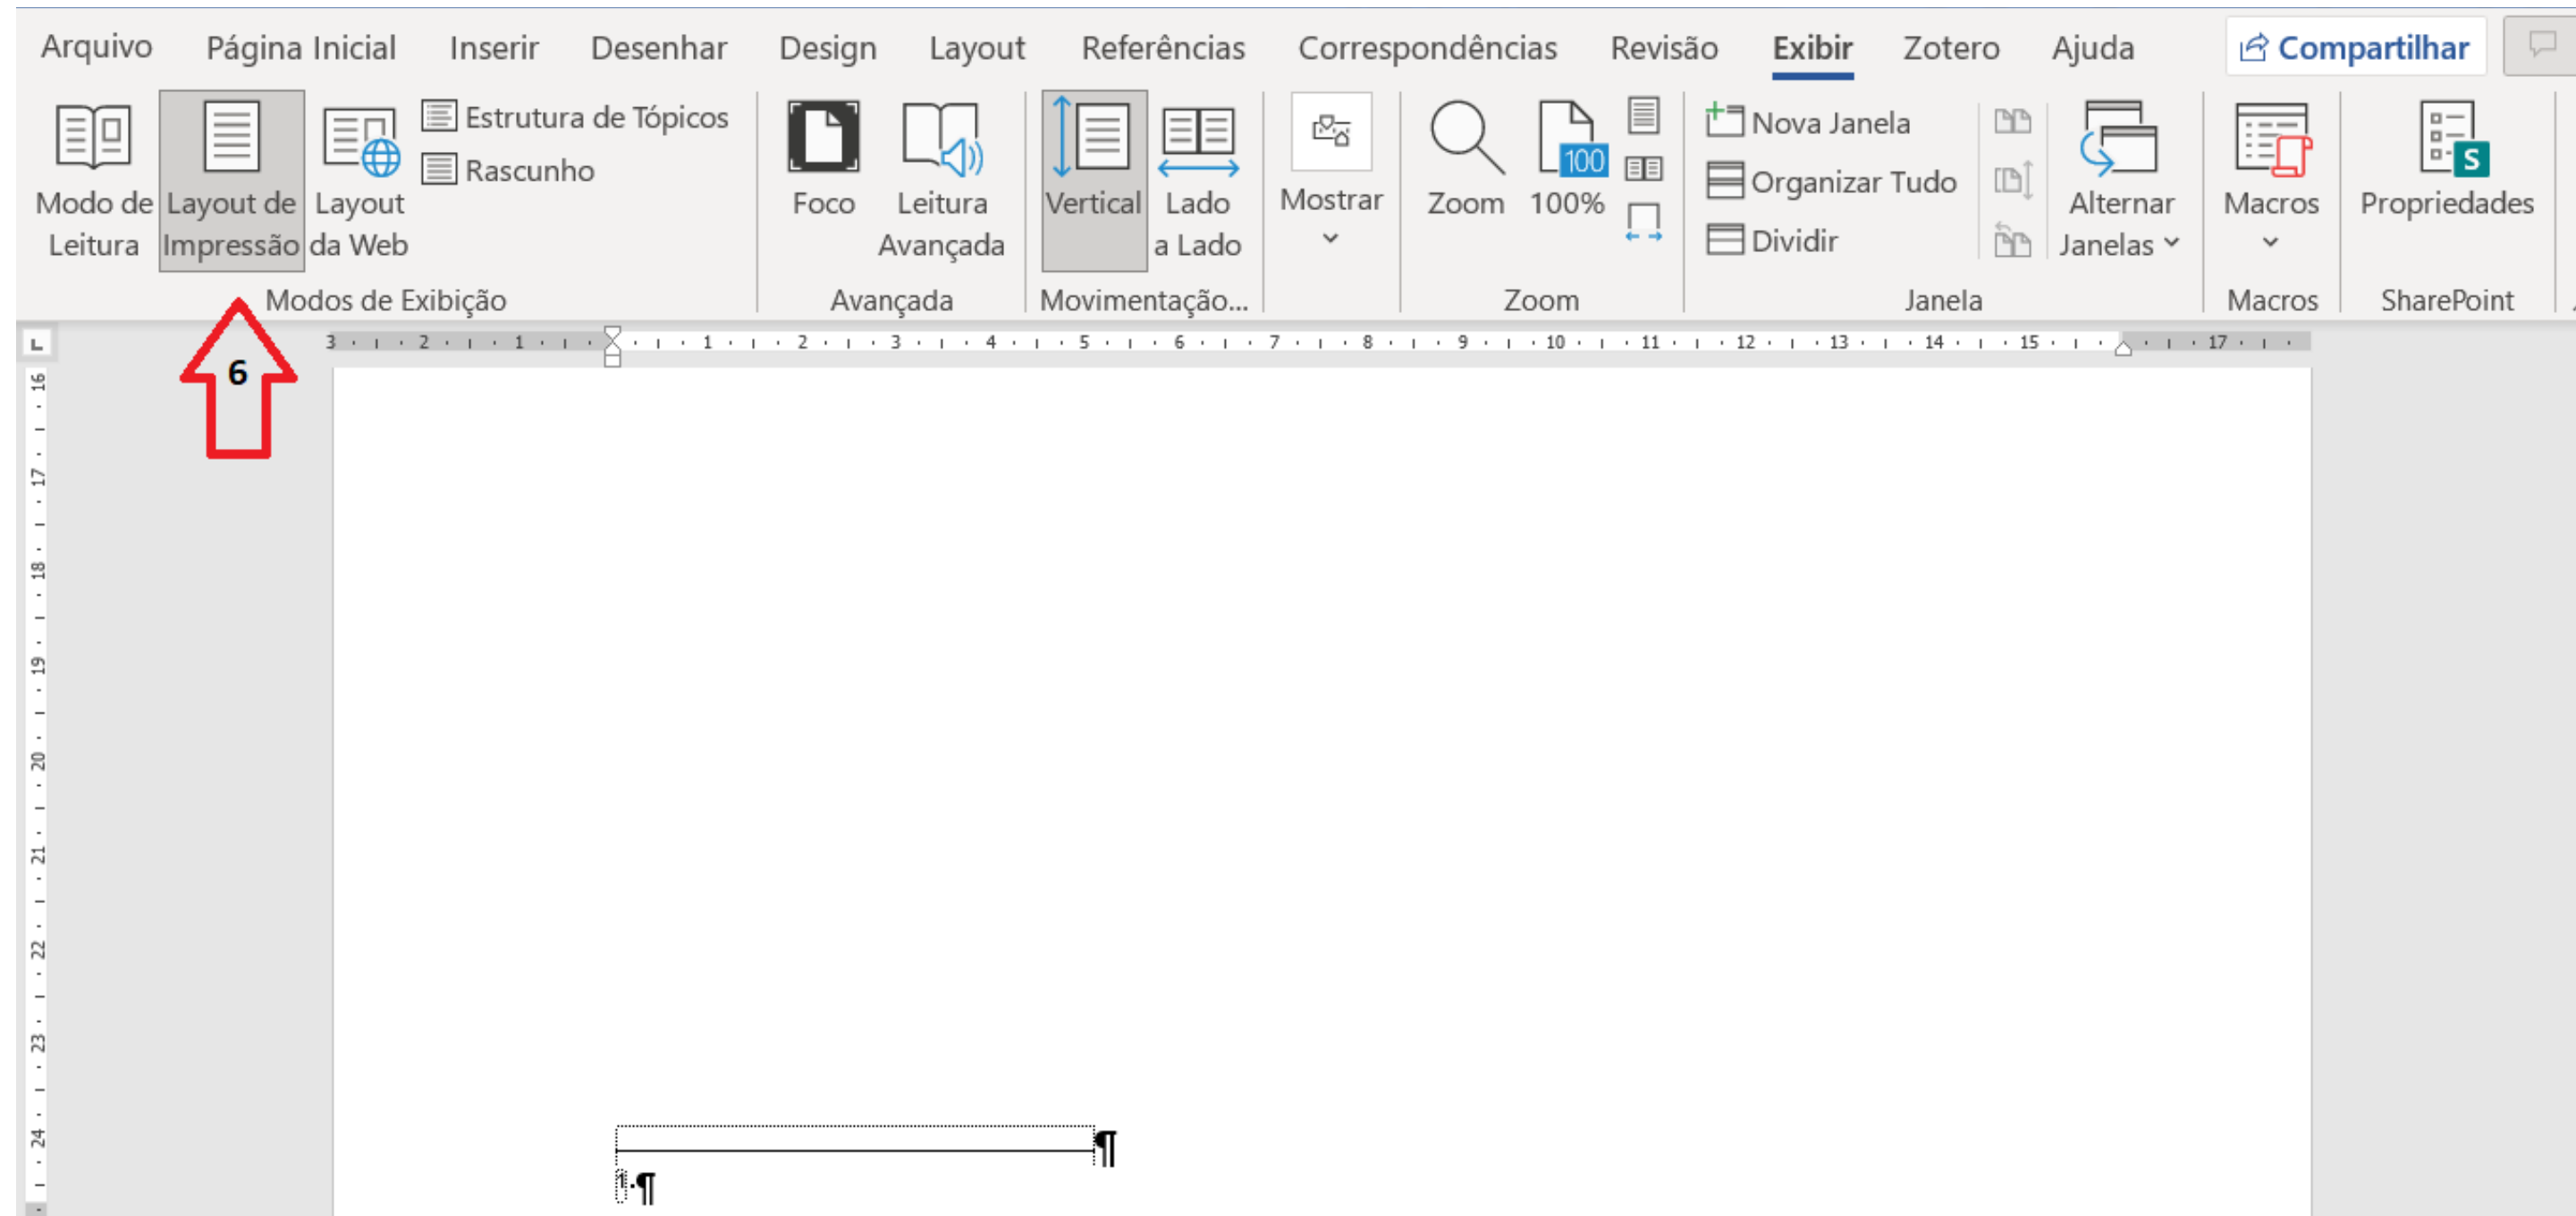 Arquivo Página Inicial Inserir Desenhar Design Layout Referências Correspondências Revisão Exibir Zotero Ajuda Compartilhar
Modo de Leitura
Layout de Impressão
Layout da Web
Estrutura de Tópicos
Rascunho
Modos de Exibição
Foco
Leitura Avançada
Avançada
Vertical
Lado a Lado
Movimentação...
Mostrar
Zoom
100
100%
Zoom
Nova Janela
Organizar Tudo
Dividir
Alternar Janelas
Janela
Macros
Macros
S
Propriedades
SharePoint
6
L
3 2 1 1 2 3 4 5 6 7 8 9 10 11 12 13 14 15 17
16
17
18
19
20
21
22
23
24
¶
1 ¶